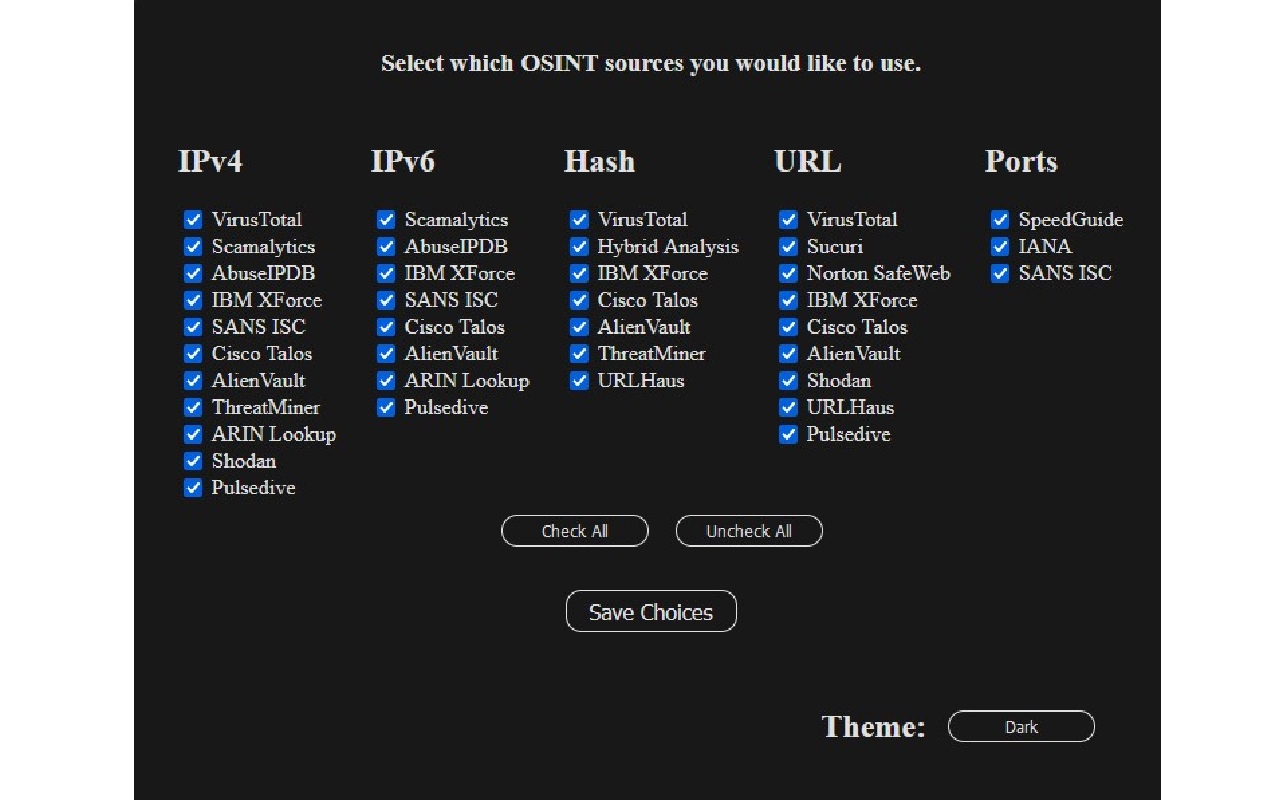 Select which OSINT sources you would like to use.
IPv4
VirusTotal
Scamalytics
AbuseIPDB
IBM XForce
SANS ISC
Cisco Talos
AlienVault
ThreatMiner
ARIN Lookup
Shodan
Pulsedive
IPv6
Scamalytics
AbuseIPDB
IBM XForce
SANS ISC
Cisco Talos
AlienVault
ARIN Lookup
Pulsedive
Hash
VirusTotal
Hybrid Analysis
IBM XForce
Cisco Talos
AlienVault
ThreatMiner
URLHaus
URL
VirusTotal
Sucuri
Norton SafeWeb
IBM XForce
Cisco Talos
AlienVault
Shodan
URLHaus
Pulsedive
Ports
SpeedGuide
IANA
SANS ISC
Check All
Uncheck All
Save Choices
Theme:
Dark